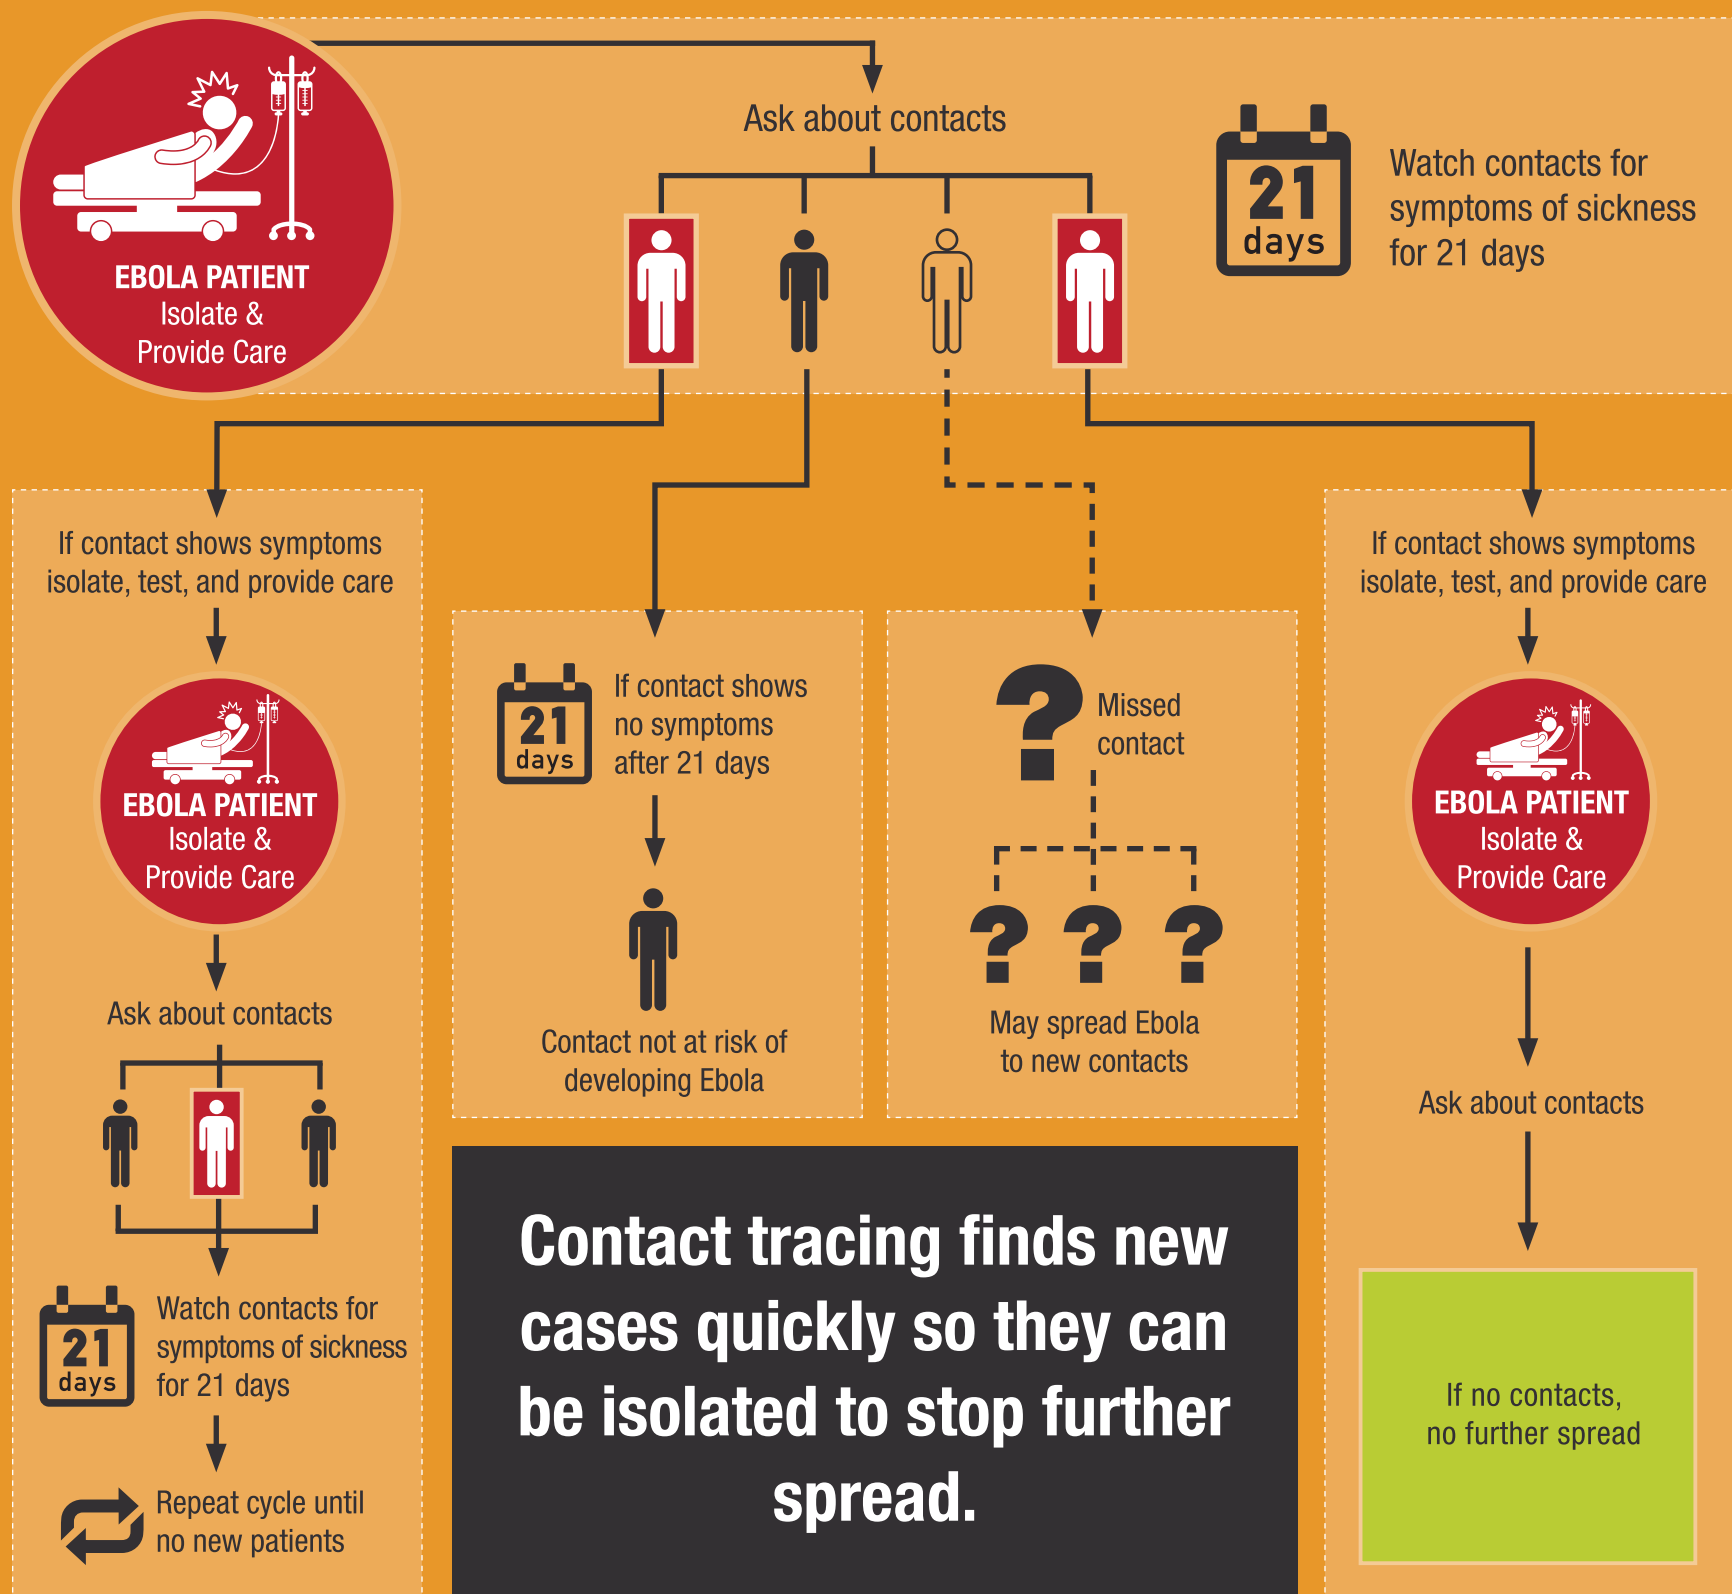 EBOLA PATIENT
Isolate &
Provide Care
Ask about contacts
21
days
Watch contacts for
symptoms of sickness
for 21 days
If contact shows symptoms
isolate, test, and provide care
EBOLA PATIENT
Isolate &
Provide Care
Ask about contacts
21
days
Watch contacts for
symptoms of sickness
for 21 days
Repeat cycle until
no new patients
21
days
If contact shows
no symptoms
after 21 days
Contact not at risk of
developing Ebola
?
Missed
contact
? ? ?
May spread Ebola
to new contacts
If contact shows symptoms
isolate, test, and provide care
EBOLA PATIENT
Isolate &
Provide Care
Ask about contacts
If no contacts,
no further spread
Contact tracing finds new
cases quickly so they can
be isolated to stop further
spread.